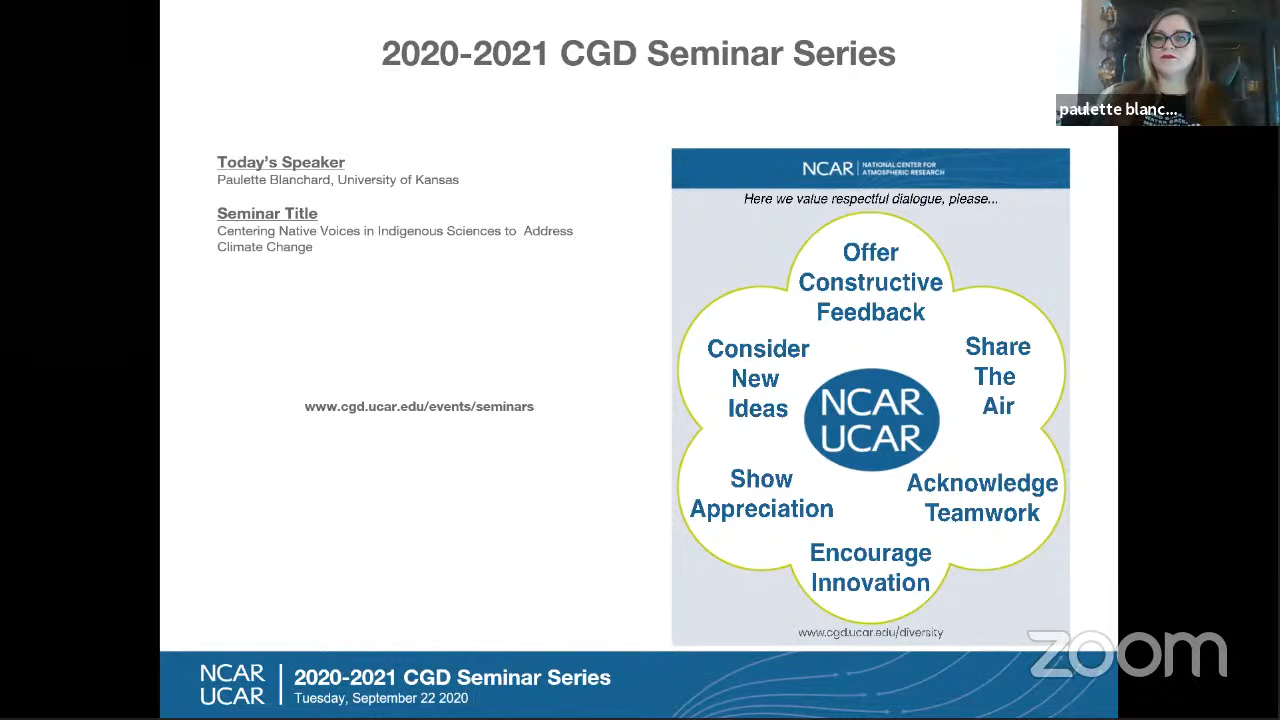 2020-2021 CGD Seminar Series
paulette blanc...
Today's Speaker
Paulette Blanchard, University of Kansas
Seminar Title
Centering Native Voices in Indigenous Sciences to Address
Climate Change
www.cgd.ucar.edu/events/seminars
NCAR | NATIONAL CENTER FOR
ATMOSPHERIC RESEARCH
Here we value respectful dialogue, please...
Offer
Constructive
Feedback
Consider
New
Ideas
Share
The
Air
NCAR
UCAR
Show
Appreciation
Acknowledge
Teamwork
Encourage
Innovation
www.cgd.ucar.edu/diversity
zoom
NCAR
UCAR
2020-2021 CGD Seminar Series
Tuesday, September 22 2020